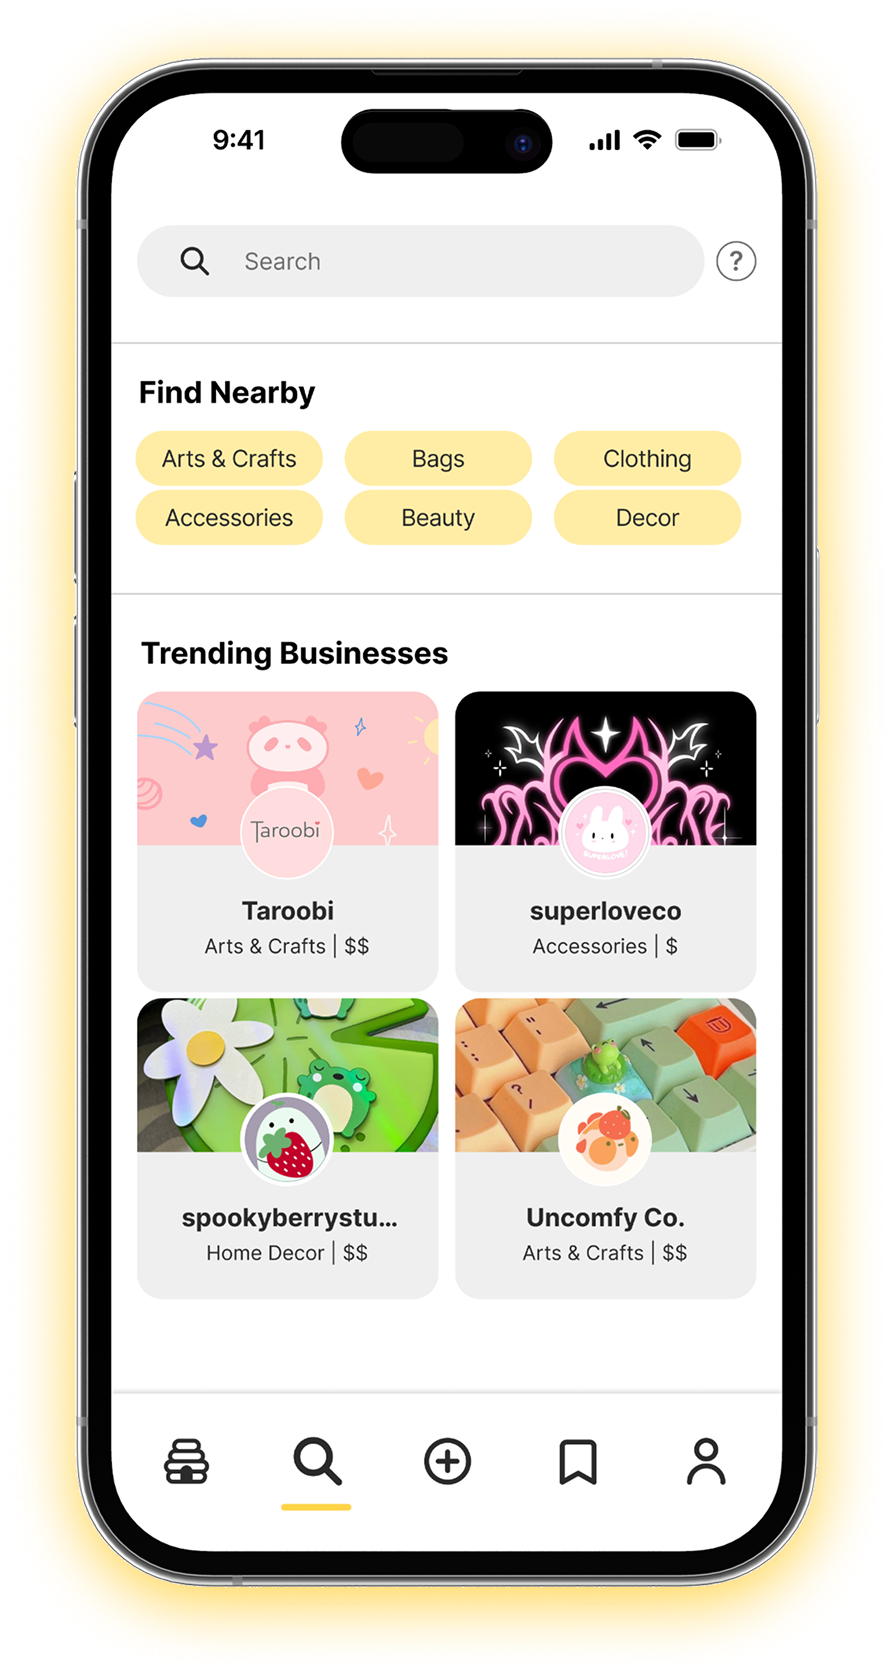 9:41
Search
?
Find Nearby
Arts & Crafts
Bags
Clothing
Accessories
Beauty
Decor
Trending Businesses
Taroobi
SUPERLOVE!
Taroobi
Arts & Crafts | $$
superloveco
Accessories | $
spookyberrystu...
Home Decor | $$
Uncomfy Co.
Arts & Crafts | $$